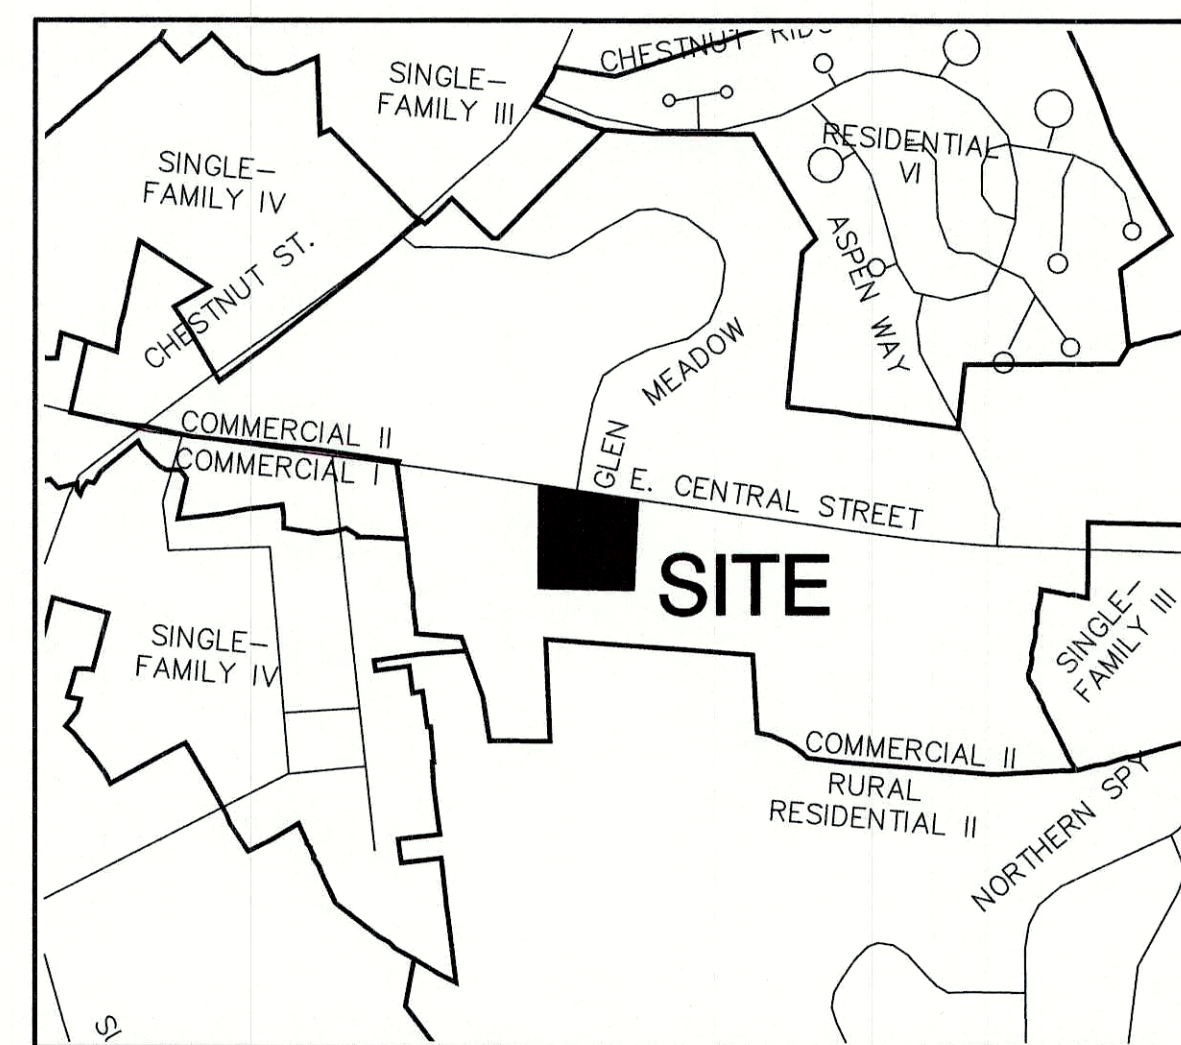 CHESTNUT
SINGLE-
FAMILY III
RESIDENTIAL
VI
SINGLE-
FAMILY IV
CHESTNUT ST.
ASPEN WAY
GLEN MEADOW
COMMERCIAL II
COMMERCIAL I
E. CENTRAL STREET
SITE
SINGLE-
FAMILY III
SINGLE-
FAMILY IV
COMMERCIAL II
RURAL
RESIDENTIAL II
NORTHERN SPY